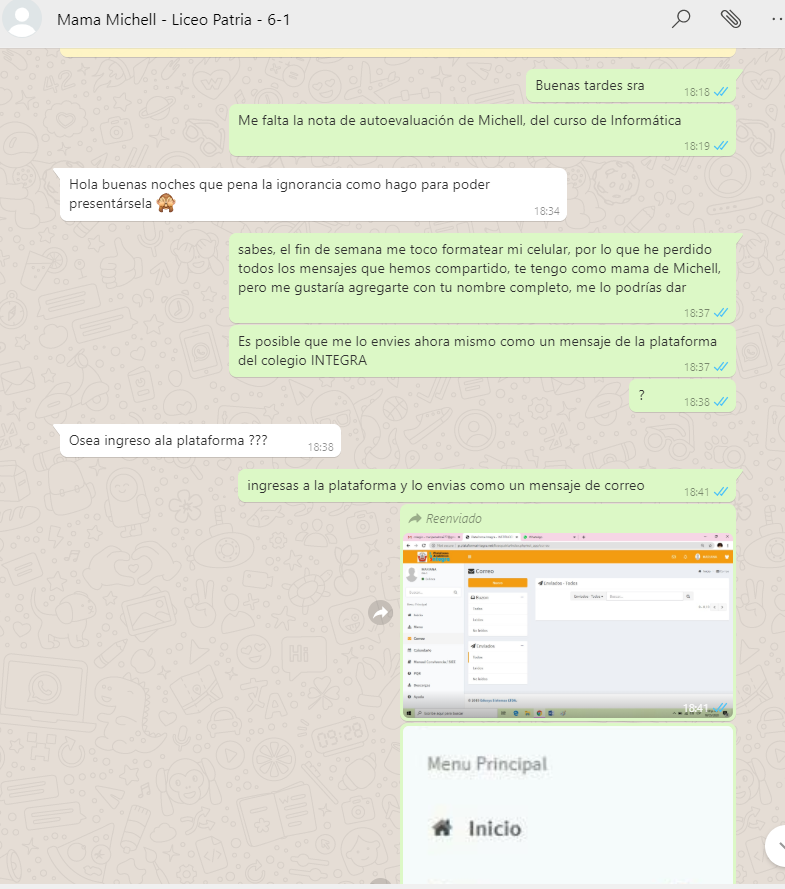 Mama Michell - Liceo Patria - 6-1
Buenas tardes sra
18:18
Me falta la nota de autoevaluación de Michell, del curso de Informática
18:19
Hola buenas noches que pena la ignorancia como hago para poder
presentársela
18:34
sabes, el fin de semana me toco formatear mi celular, por lo que he perdido
todos los mensajes que hemos compartido, te tengo como mama de Michell,
pero me gustaría agregarte con tu nombre completo, me lo podrías dar
18:37
Es posible que me lo envies ahora mismo como un mensaje de la plataforma
del colegio INTEGRA
18:37
?
18:38
Osea ingreso ala plataforma ???
18:38
ingresas a la plataforma y lo envias como un mensaje de correo
18:41
Reenviado
Correo
Enviados - Todos
Buzón
Todos
Leídos
No leídos
Menu Principal
Inicio
Correo
Calendario
Enviados
Todos
Leídos
No leídos
18:41
Menu Principal
Inicio